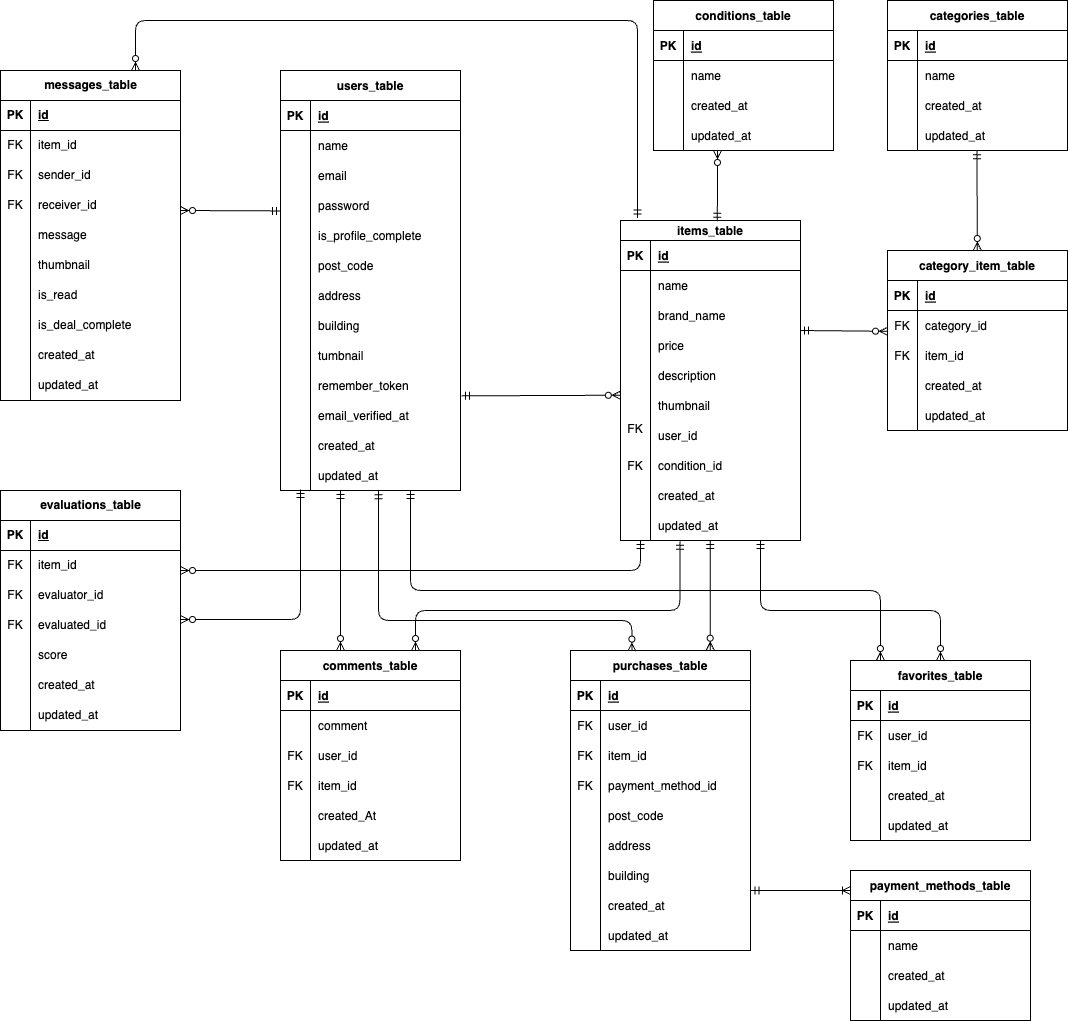 conditions_table
PK id
name
created_at
updated_at
categories_table
PK id
name
created_at
updated_at
messages_table
PK id
FK item_id
FK sender_id
FK receiver_id
message
thumbnail
is_read
is_deal_complete
created_at
updated_at
users_table
PK id
name
email
password
is_profile_complete
post_code
address
building
tumbnail
remember_token
email_verified_at
created_at
updated_at
items_table
PK id
name
brand_name
price
description
thumbnail
FK user_id
FK condition_id
created_at
updated_at
category_item_table
PK id
FK category_id
FK item_id
created_at
updated_at
evaluations_table
PK id
FK item_id
FK evaluator_id
FK evaluated_id
score
created_at
updated_at
comments_table
PK id
comment
FK user_id
FK item_id
created_At
updated_at
purchases_table
PK id
FK user_id
FK item_id
FK payment_method_id
post_code
address
building
created_at
updated_at
favorites_table
PK id
FK user_id
FK item_id
created_at
updated_at
payment_methods_table
PK id
name
created_at
updated_at